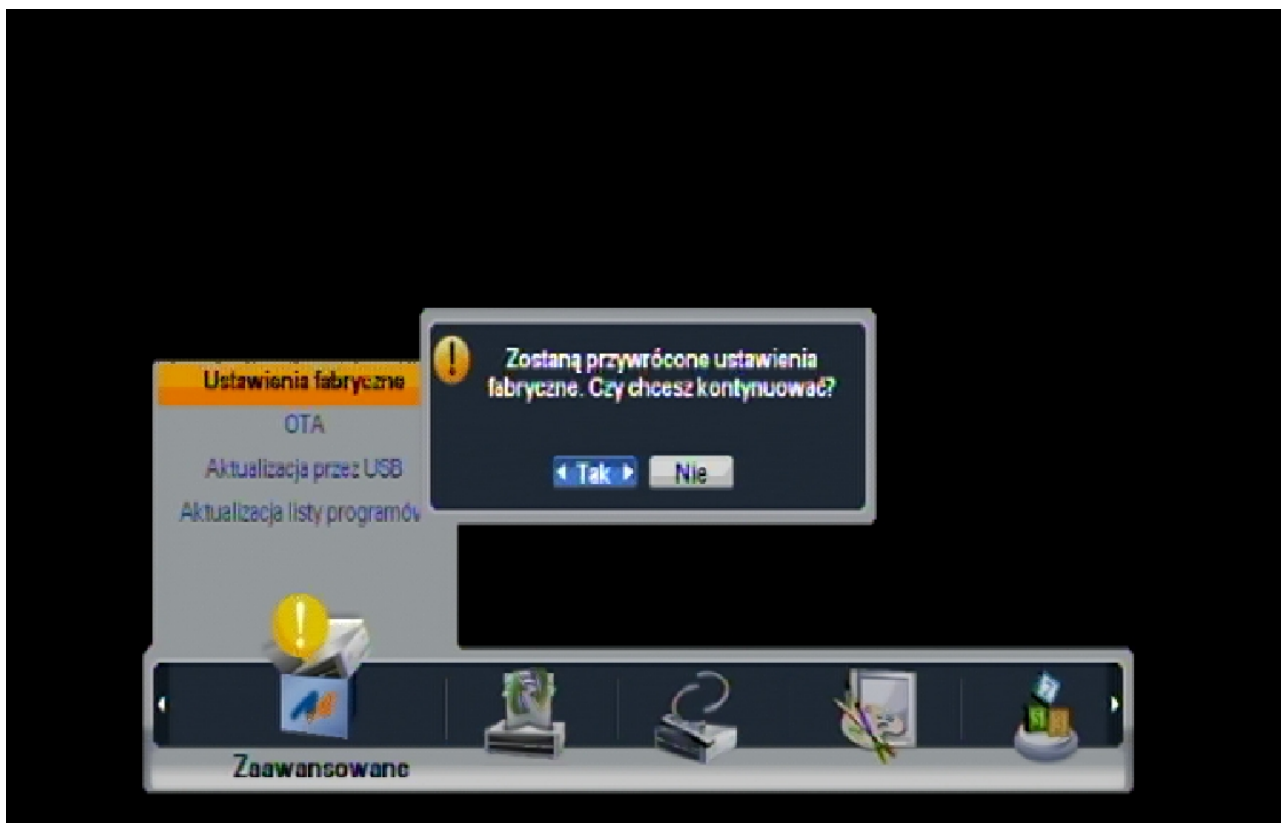 Zostaną przywrócone ustawienia
fabryczne. Czy chcesz kontynuować?
Tak
Nie
Ustawienia fabryczne
OTA
Aktualizacja przez USB
Aktualizacja listy programów
Zaawansowane